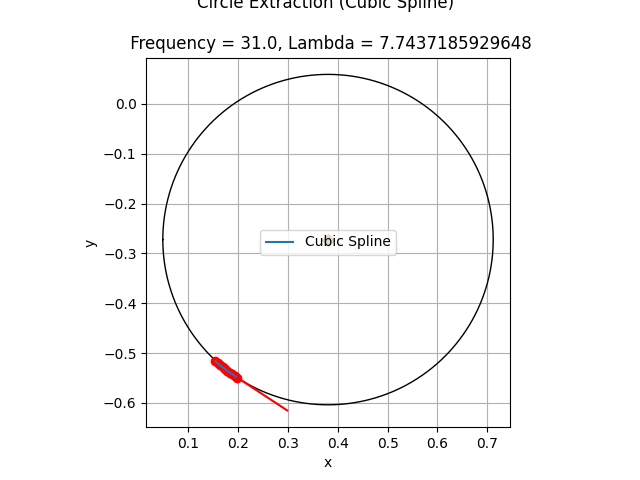 Circle Extraction (Cubic Spline)
Frequency = 31.0, Lambda = 7.7437185929648
0.0
−0.1
−0.2
−0.3
−0.4
−0.5
−0.6
y
Cubic Spline
0.1 0.2 0.3 0.4 0.5 0.6 0.7
x